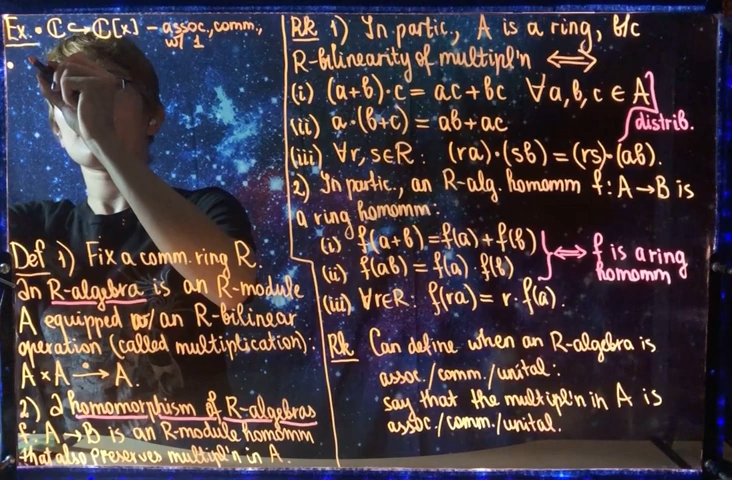 Ex. • ℂ ↪ ℂ[x] – assoc., comm.,
w/ 1
•
Def 1) Fix a comm. ring R.
An R-algebra is an R-module
A equipped w/ an R-bilinear
operation (called multiplication):
A × A → A.
2) A homomorphism of R-algebras
f: A → B is an R-module homomm
that also preserves multipl'n in A.
Rk 1) In partic., A is a ring, b/c
R-bilinearity of multipl'n ⟺
(i) (a+b)·c = ac + bc ∀a,b,c ∈ A
(ii) a·(b+c) = ab + ac
distrib.
(iii) ∀r,s∈R: (ra)·(sb) = (rs)·(ab).
2) In partic., an R-alg. homomm f: A→B is
a ring homomm:
(i) f(a+b) = f(a) + f(b)
(ii) f(ab) = f(a)·f(b)
⟺ f is a ring
homomm
(iii) ∀r∈R: f(ra) = r·f(a).
Rk Can define when an R-algebra is
assoc./comm./unital:
say that the multipl'n in A is
assoc./comm./unital.